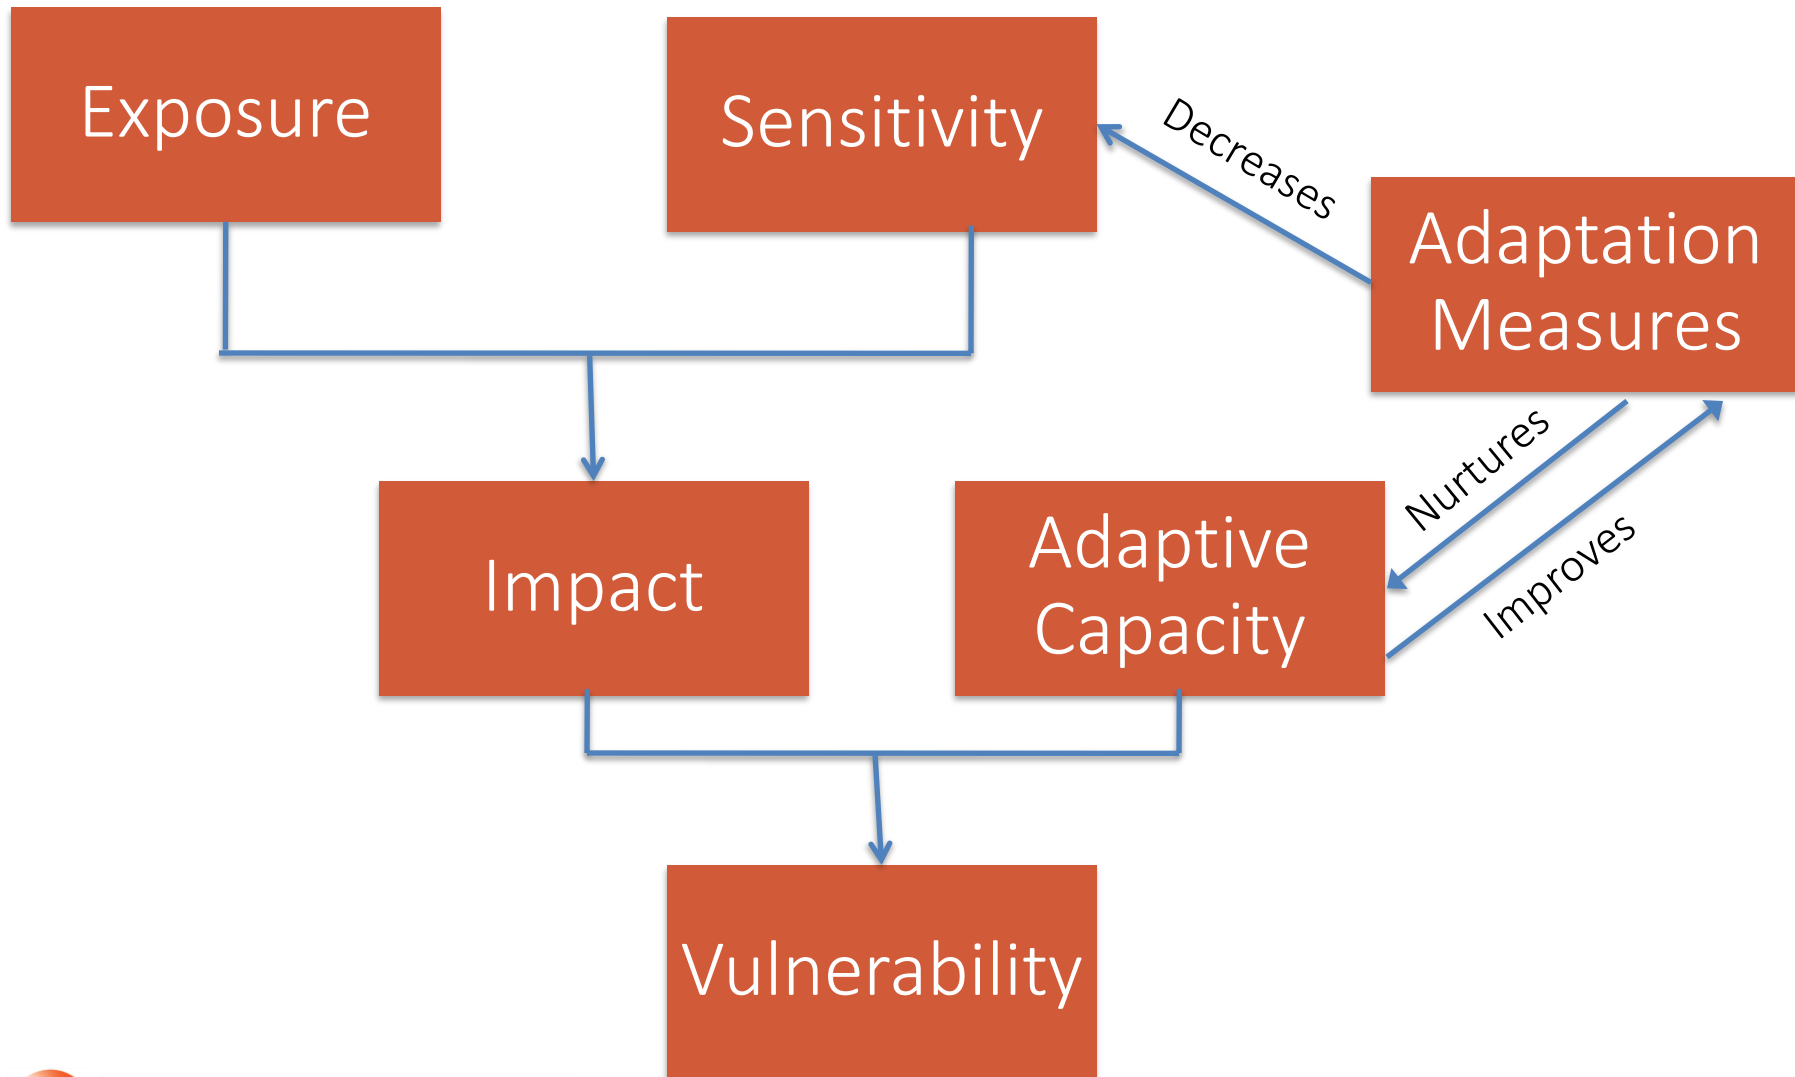 Exposure
Sensitivity
Decreases
Adaptation
Measures
Nurtures
Improves
Impact
Adaptive
Capacity
Vulnerability